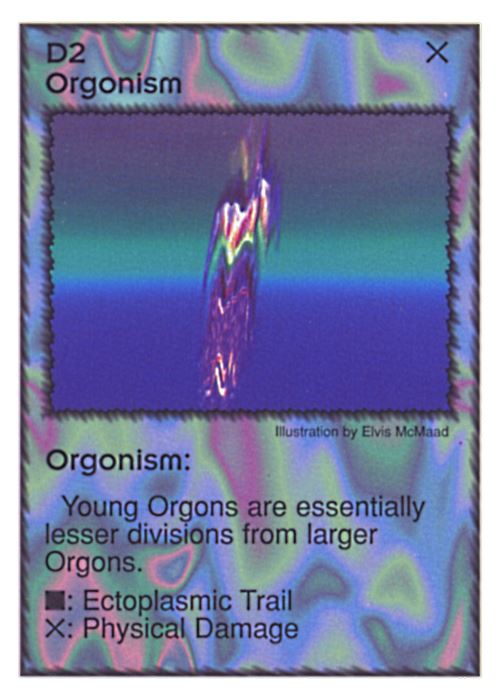 D2 X
Orgonism
Illustration by Elvis McMaad
Orgonism:
Young Orgons are essentially
lesser divisions from larger
Orgons.
■: Ectoplasmic Trail
X: Physical Damage